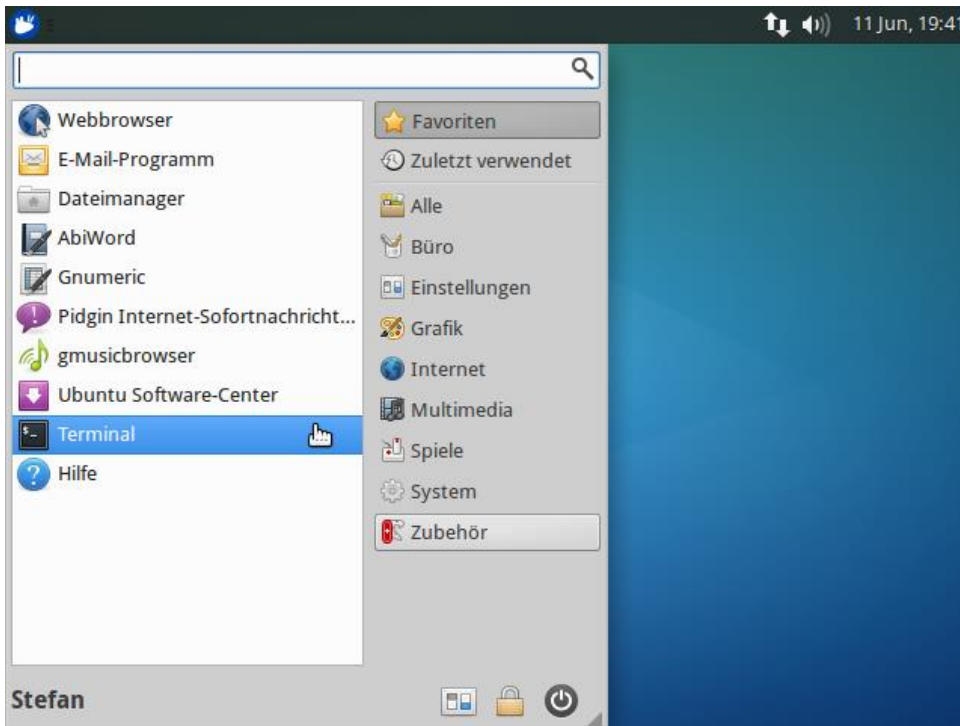 11 Jun, 19:41
Webbrowser
E-Mail-Programm
Dateimanager
AbiWord
Gnumeric
Pidgin Internet-Sofortnachricht...
gmusicbrowser
Ubuntu Software-Center
Terminal
Hilfe
Favoriten
Zuletzt verwendet
Alle
Büro
Einstellungen
Grafik
Internet
Multimedia
Spiele
System
Zubehör
Stefan